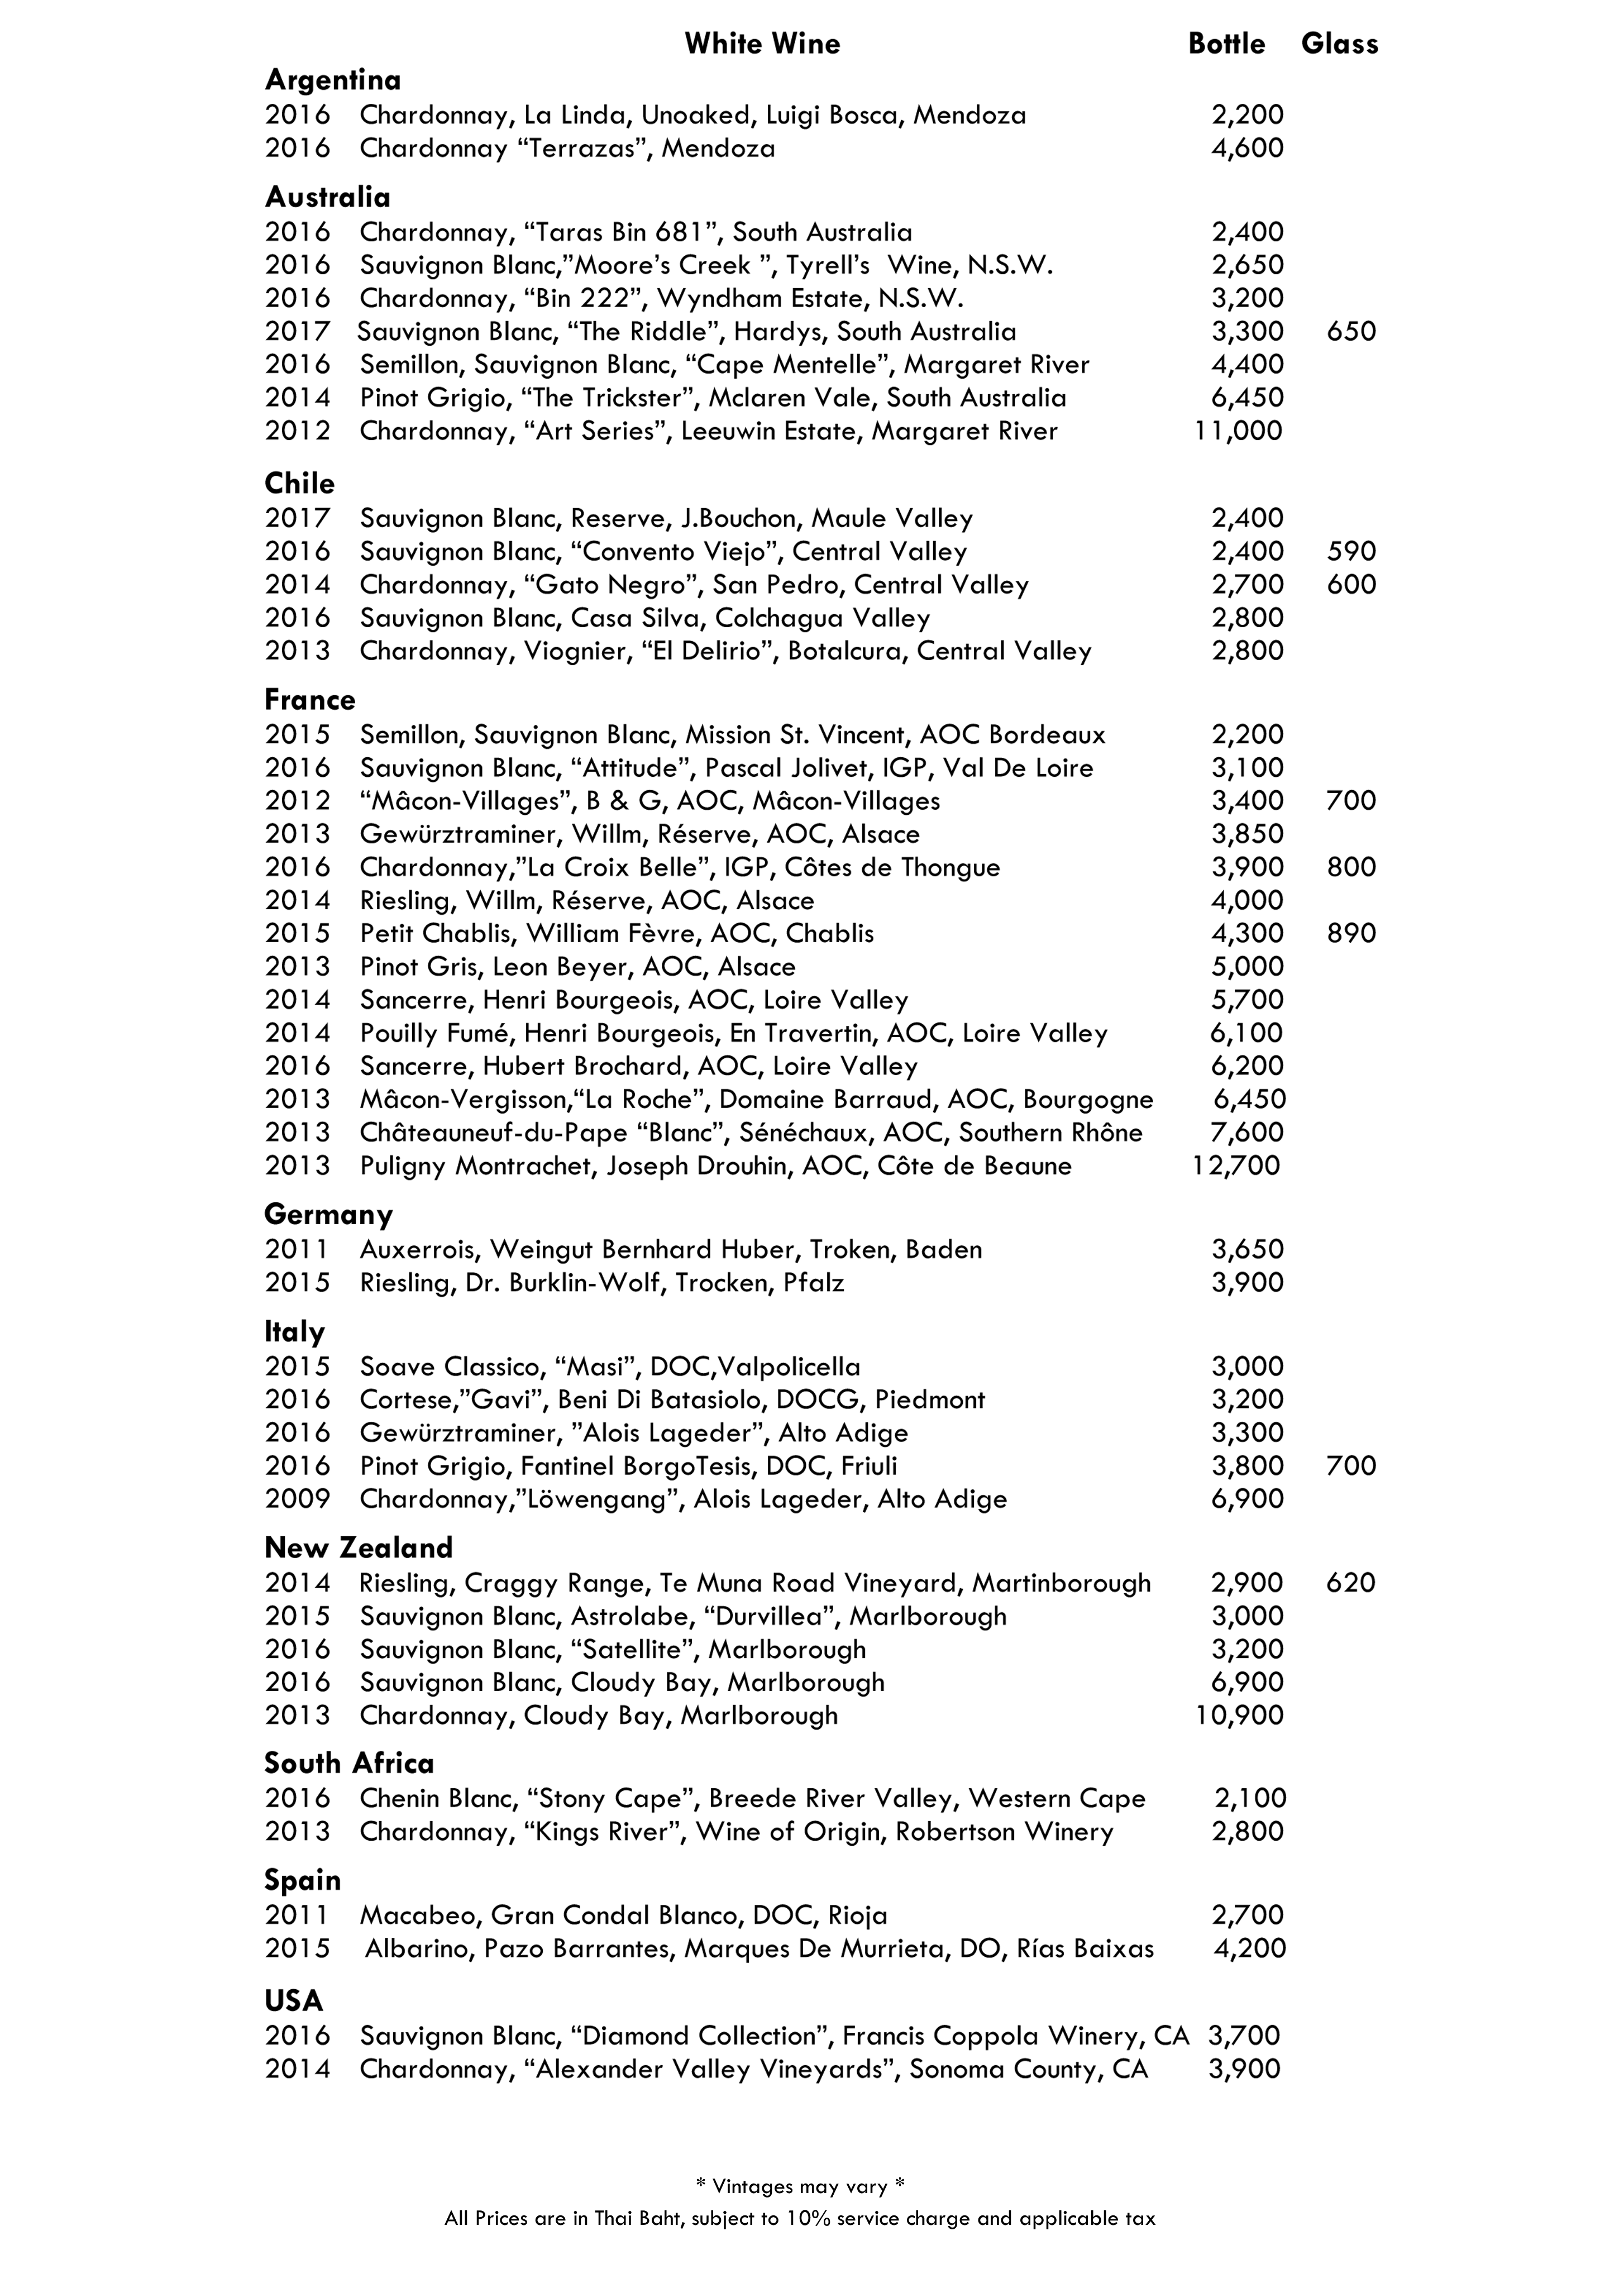 White Wine Bottle Glass
Argentina
2016 Chardonnay, La Linda, Unoaked, Luigi Bosca, Mendoza 2,200
2016 Chardonnay “Terrazas”, Mendoza 4,600
Australia
2016 Chardonnay, “Taras Bin 681”, South Australia 2,400
2016 Sauvignon Blanc,”Moore’s Creek ”, Tyrell’s Wine, N.S.W. 2,650
2016 Chardonnay, “Bin 222”, Wyndham Estate, N.S.W. 3,200
2017 Sauvignon Blanc, “The Riddle”, Hardys, South Australia 3,300 650
2016 Semillon, Sauvignon Blanc, “Cape Mentelle”, Margaret River 4,400
2014 Pinot Grigio, “The Trickster”, Mclaren Vale, South Australia 6,450
2012 Chardonnay, “Art Series”, Leeuwin Estate, Margaret River 11,000
Chile
2017 Sauvignon Blanc, Reserve, J.Bouchon, Maule Valley 2,400
2016 Sauvignon Blanc, “Convento Viejo”, Central Valley 2,400 590
2014 Chardonnay, “Gato Negro”, San Pedro, Central Valley 2,700 600
2016 Sauvignon Blanc, Casa Silva, Colchagua Valley 2,800
2013 Chardonnay, Viognier, “El Delirio”, Botalcura, Central Valley 2,800
France
2015 Semillon, Sauvignon Blanc, Mission St. Vincent, AOC Bordeaux 2,200
2016 Sauvignon Blanc, “Attitude”, Pascal Jolivet, IGP, Val De Loire 3,100
2012 “Mâcon-Villages”, B & G, AOC, Mâcon-Villages 3,400 700
2013 Gewürztraminer, Willm, Réserve, AOC, Alsace 3,850
2016 Chardonnay,”La Croix Belle”, IGP, Côtes de Thongue 3,900 800
2014 Riesling, Willm, Réserve, AOC, Alsace 4,000
2015 Petit Chablis, William Fèvre, AOC, Chablis 4,300 890
2013 Pinot Gris, Leon Beyer, AOC, Alsace 5,000
2014 Sancerre, Henri Bourgeois, AOC, Loire Valley 5,700
2014 Pouilly Fumé, Henri Bourgeois, En Travertin, AOC, Loire Valley 6,100
2016 Sancerre, Hubert Brochard, AOC, Loire Valley 6,200
2013 Mâcon-Vergisson,“La Roche”, Domaine Barraud, AOC, Bourgogne 6,450
2013 Châteauneuf-du-Pape “Blanc”, Sénéchaux, AOC, Southern Rhône 7,600
2013 Puligny Montrachet, Joseph Drouhin, AOC, Côte de Beaune 12,700
Germany
2011 Auxerrois, Weingut Bernhard Huber, Troken, Baden 3,650
2015 Riesling, Dr. Burklin-Wolf, Trocken, Pfalz 3,900
Italy
2015 Soave Classico, “Masi”, DOC,Valpolicella 3,000
2016 Cortese,”Gavi”, Beni Di Batasiolo, DOCG, Piedmont 3,200
2016 Gewürztraminer, ”Alois Lageder”, Alto Adige 3,300
2016 Pinot Grigio, Fantinel BorgoTesis, DOC, Friuli 3,800 700
2009 Chardonnay,”Löwengang”, Alois Lageder, Alto Adige 6,900
New Zealand
2014 Riesling, Craggy Range, Te Muna Road Vineyard, Martinborough 2,900 620
2015 Sauvignon Blanc, Astrolabe, “Durvillea”, Marlborough 3,000
2016 Sauvignon Blanc, “Satellite”, Marlborough 3,200
2016 Sauvignon Blanc, Cloudy Bay, Marlborough 6,900
2013 Chardonnay, Cloudy Bay, Marlborough 10,900
South Africa
2016 Chenin Blanc, “Stony Cape”, Breede River Valley, Western Cape 2,100
2013 Chardonnay, “Kings River”, Wine of Origin, Robertson Winery 2,800
Spain
2011 Macabeo, Gran Condal Blanco, DOC, Rioja 2,700
2015 Albarino, Pazo Barrantes, Marques De Murrieta, DO, Rías Baixas 4,200
USA
2016 Sauvignon Blanc, “Diamond Collection”, Francis Coppola Winery, CA 3,700
2014 Chardonnay, “Alexander Valley Vineyards”, Sonoma County, CA 3,900
* Vintages may vary *
All Prices are in Thai Baht, subject to 10% service charge and applicable tax